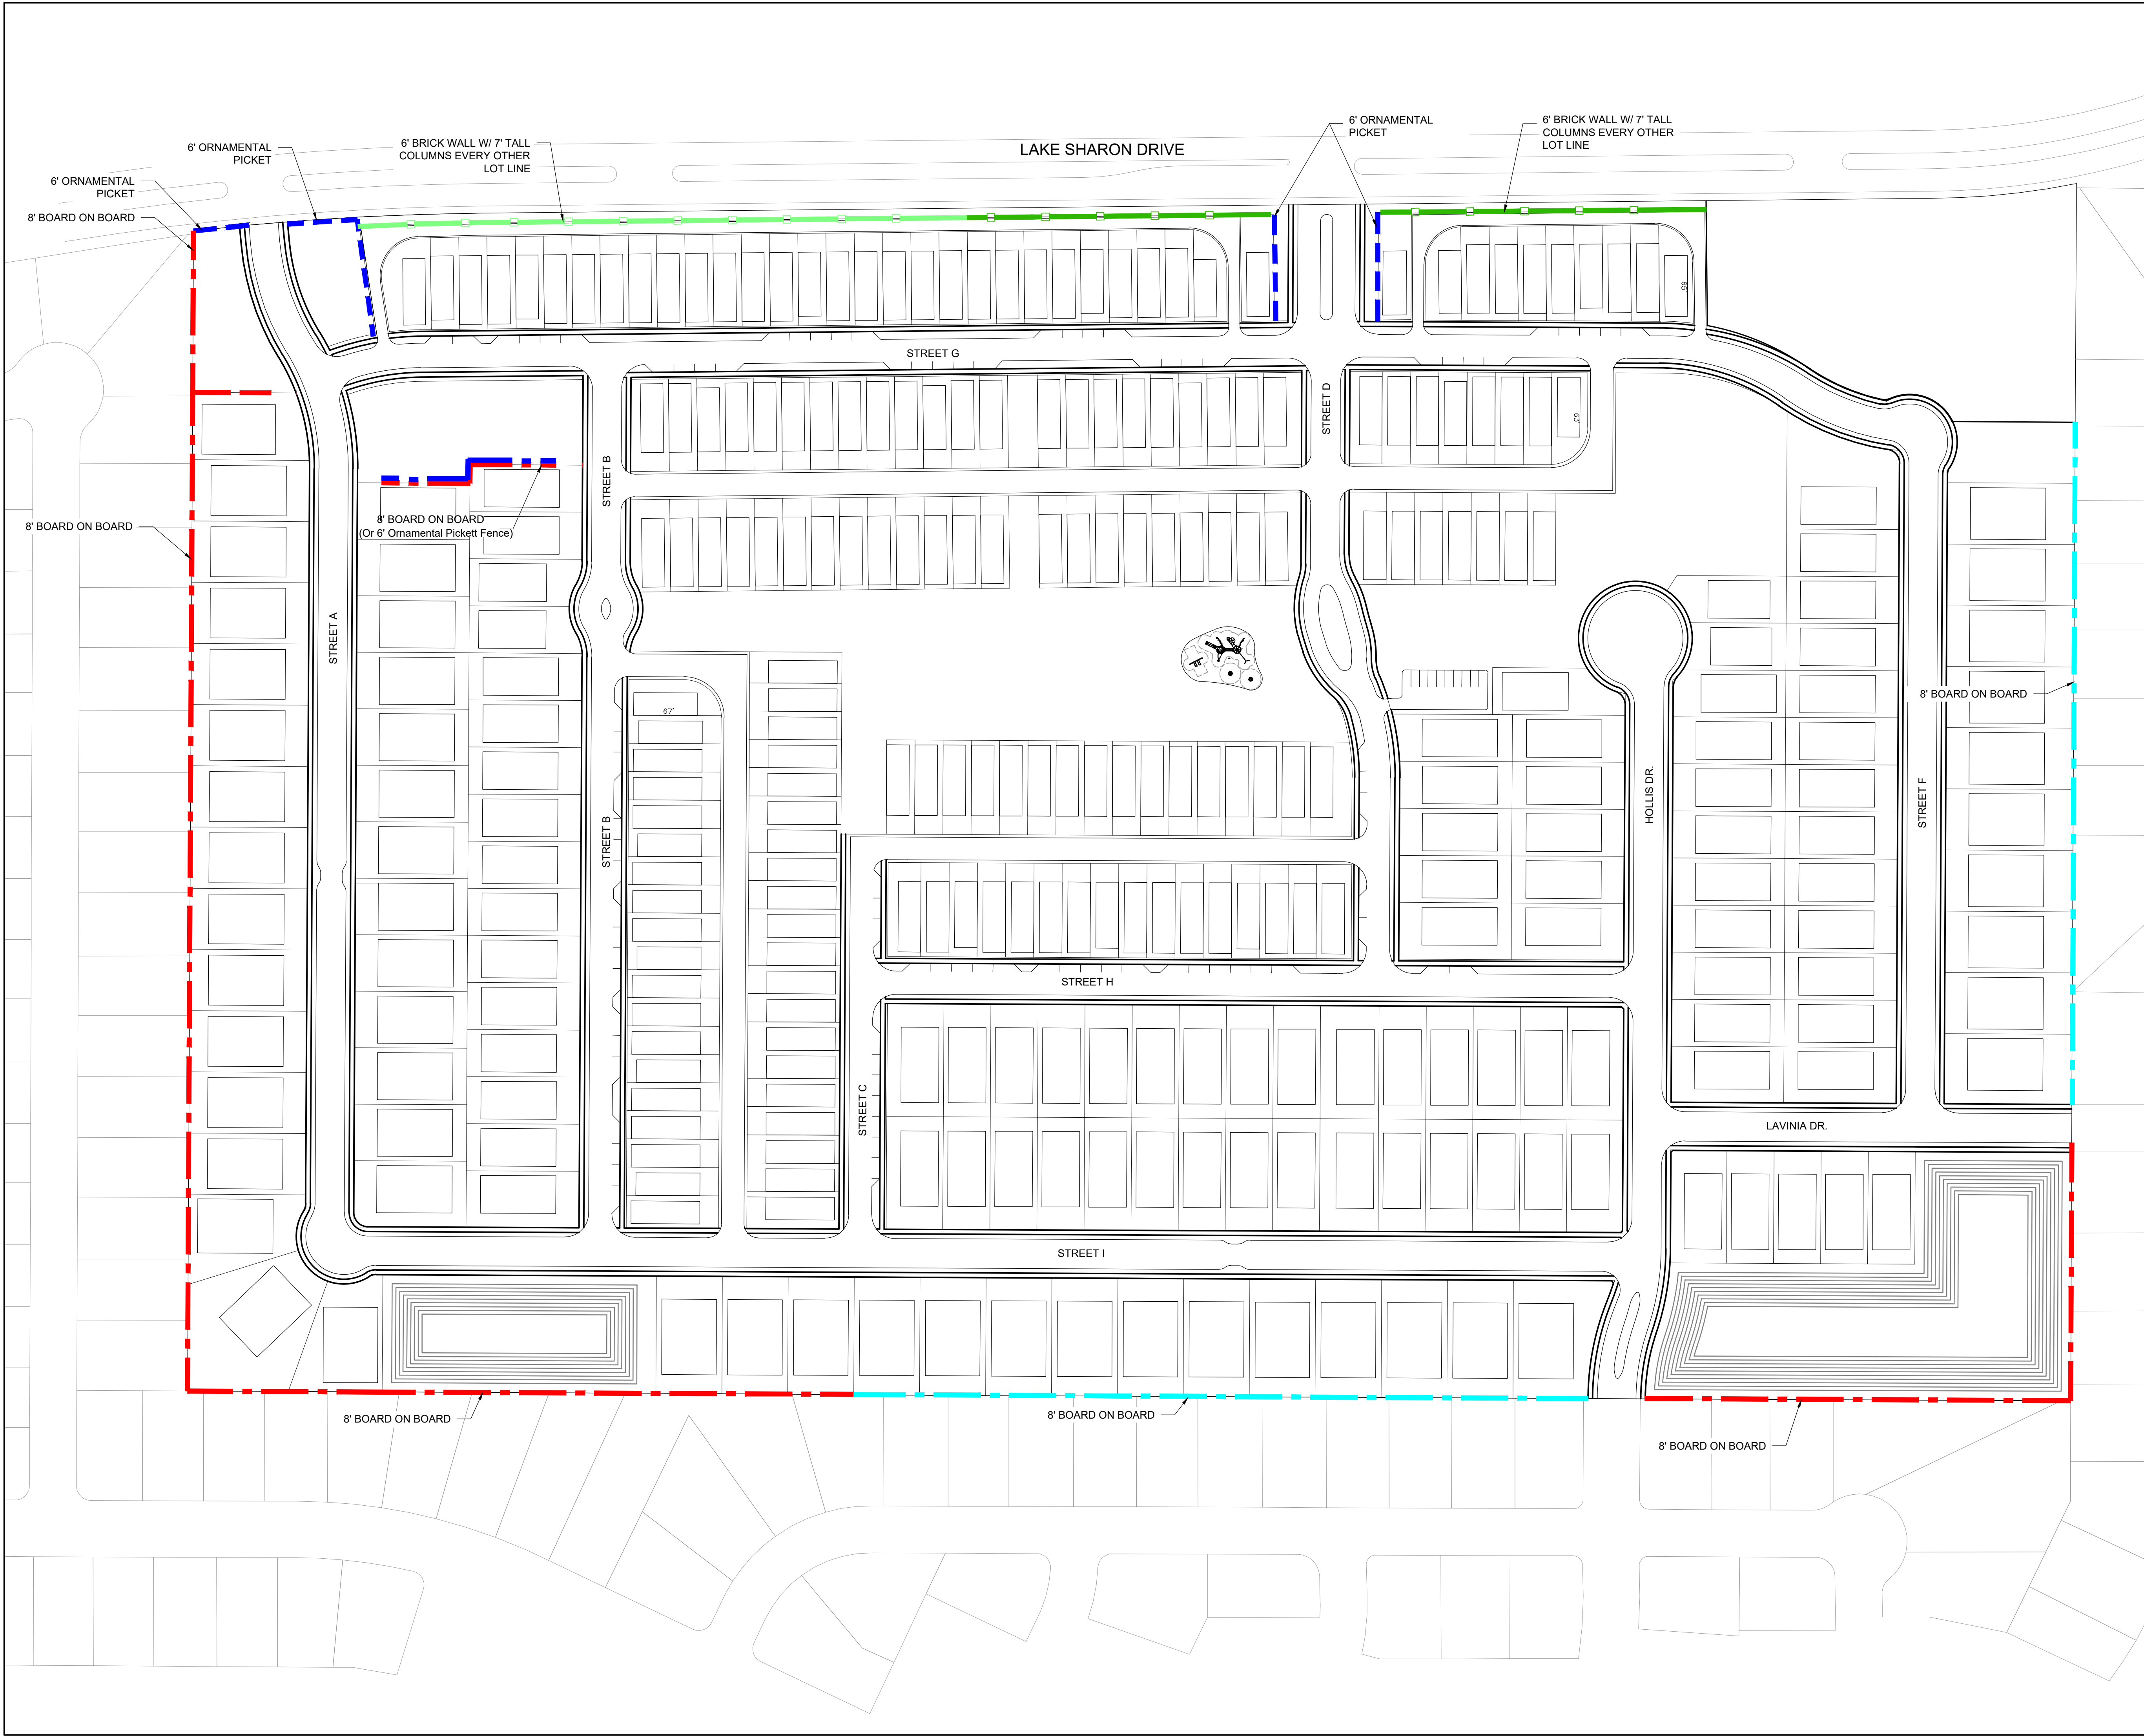 6' ORNAMENTAL
PICKET
6' BRICK WALL W/ 7' TALL
COLUMNS EVERY OTHER
LOT LINE
LAKE SHARON DRIVE
6' ORNAMENTAL
PICKET
6' BRICK WALL W/ 7' TALL
COLUMNS EVERY OTHER
LOT LINE
6' ORNAMENTAL
PICKET
8' BOARD ON BOARD
65'
STREET G
STREET D
63'
STREET B
8' BOARD ON BOARD
8' BOARD ON BOARD
(Or 6' Ornamental Pickett Fence)
STREET A
67'
8' BOARD ON BOARD
STREET B
HOLLIS DR.
STREET F
STREET H
STREET C
LAVINIA DR.
STREET I
8' BOARD ON BOARD
8' BOARD ON BOARD
8' BOARD ON BOARD